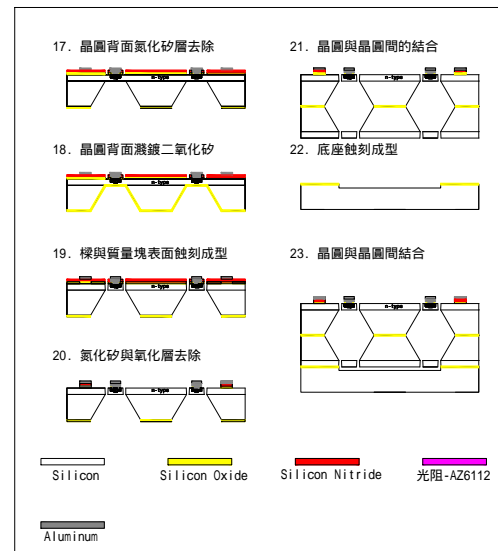 17. 晶圓背面氮化矽層去除
n-type
18. 晶圓背面濺鍍二氧化矽
n-type
19. 樑與質量塊表面蝕刻成型
n-type
20. 氮化矽與氧化層去除
n-type
21. 晶圓與晶圓間的結合
n-type
22. 底座蝕刻成型
23. 晶圓與晶圓間結合
n-type
Silicon
Silicon Oxide
Silicon Nitride
光阻-AZ6112
Aluminum